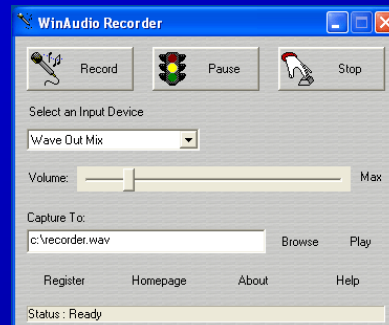 WinAudio Recorder
Record Pause Stop
Select an Input Device
Wave Out Mix
Volume: Max
Capture To:
c:\recorder.wav Browse Play
Register Homepage About Help
Status : Ready